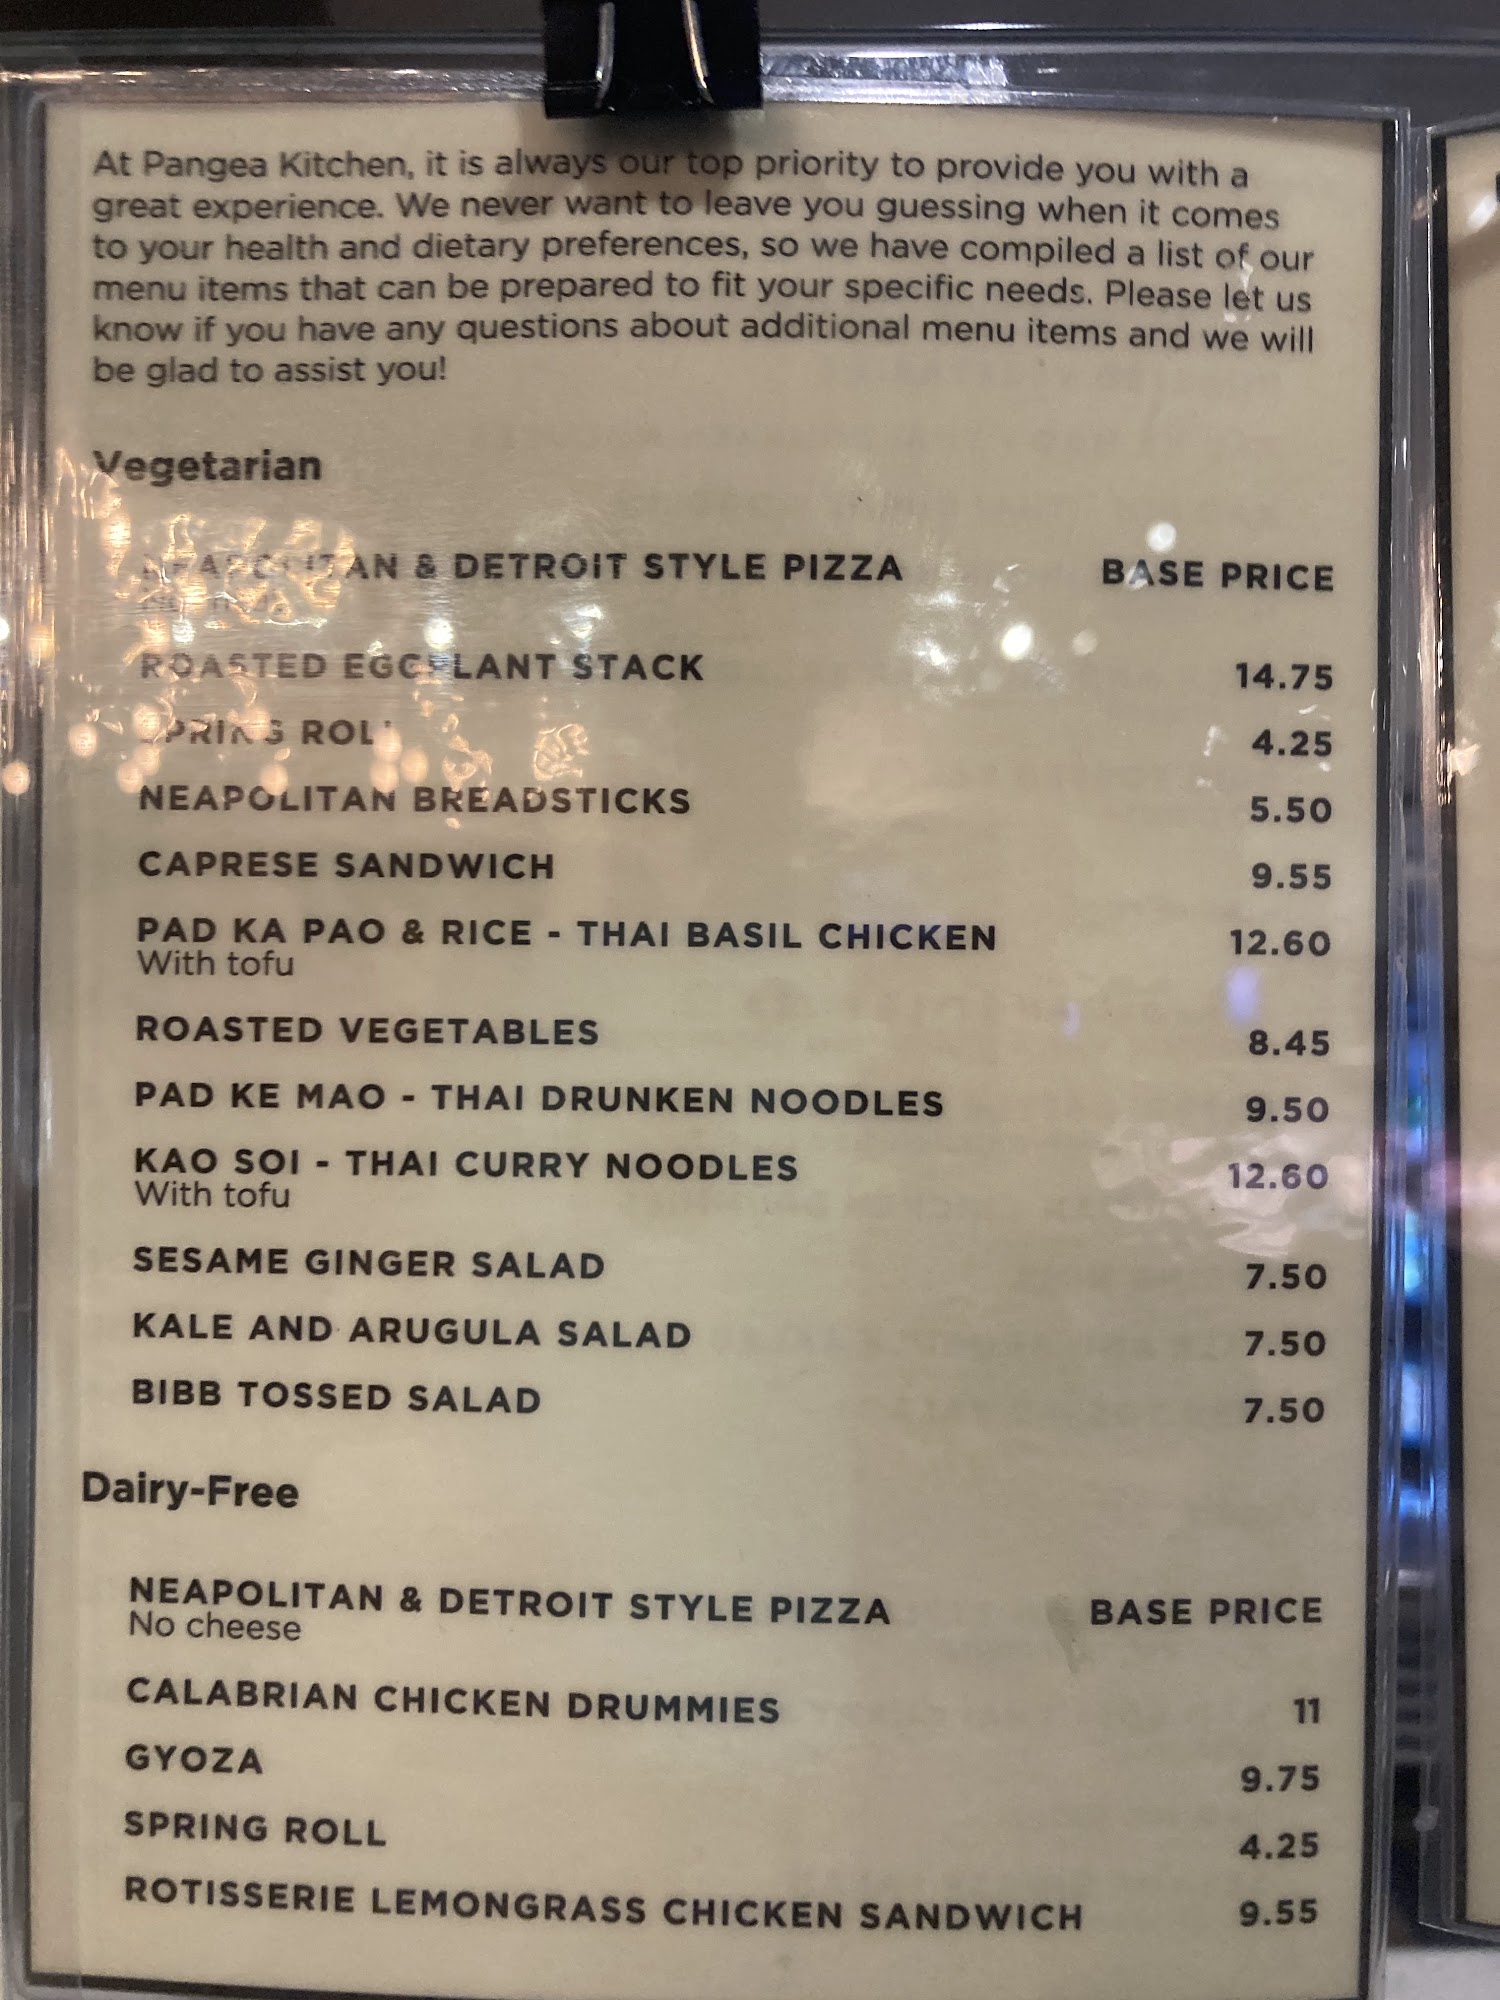 At Pangea Kitchen, it is always our top priority to provide you with a
great experience. We never want to leave you guessing when it comes
to your health and dietary preferences, so we have compiled a list of our
menu items that can be prepared to fit your specific needs. Please let us
know if you have any questions about additional menu items and we will
be glad to assist you!
Vegetarian
NEAPOLITAN & DETROIT STYLE PIZZA BASE PRICE
ROASTED EGGPLANT STACK 14.75
SPRING ROLL 4.25
NEAPOLITAN BREADSTICKS 5.50
CAPRESE SANDWICH 9.55
PAD KA PAO & RICE - THAI BASIL CHICKEN 12.60
With tofu
ROASTED VEGETABLES 8.45
PAD KE MAO - THAI DRUNKEN NOODLES 9.50
KAO SOI - THAI CURRY NOODLES 12.60
With tofu
SESAME GINGER SALAD 7.50
KALE AND ARUGULA SALAD 7.50
BIBB TOSSED SALAD 7.50
Dairy-Free
NEAPOLITAN & DETROIT STYLE PIZZA BASE PRICE
No cheese
CALABRIAN CHICKEN DRUMMIES 11
GYOZA 9.75
SPRING ROLL 4.25
ROTISSERIE LEMONGRASS CHICKEN SANDWICH 9.55